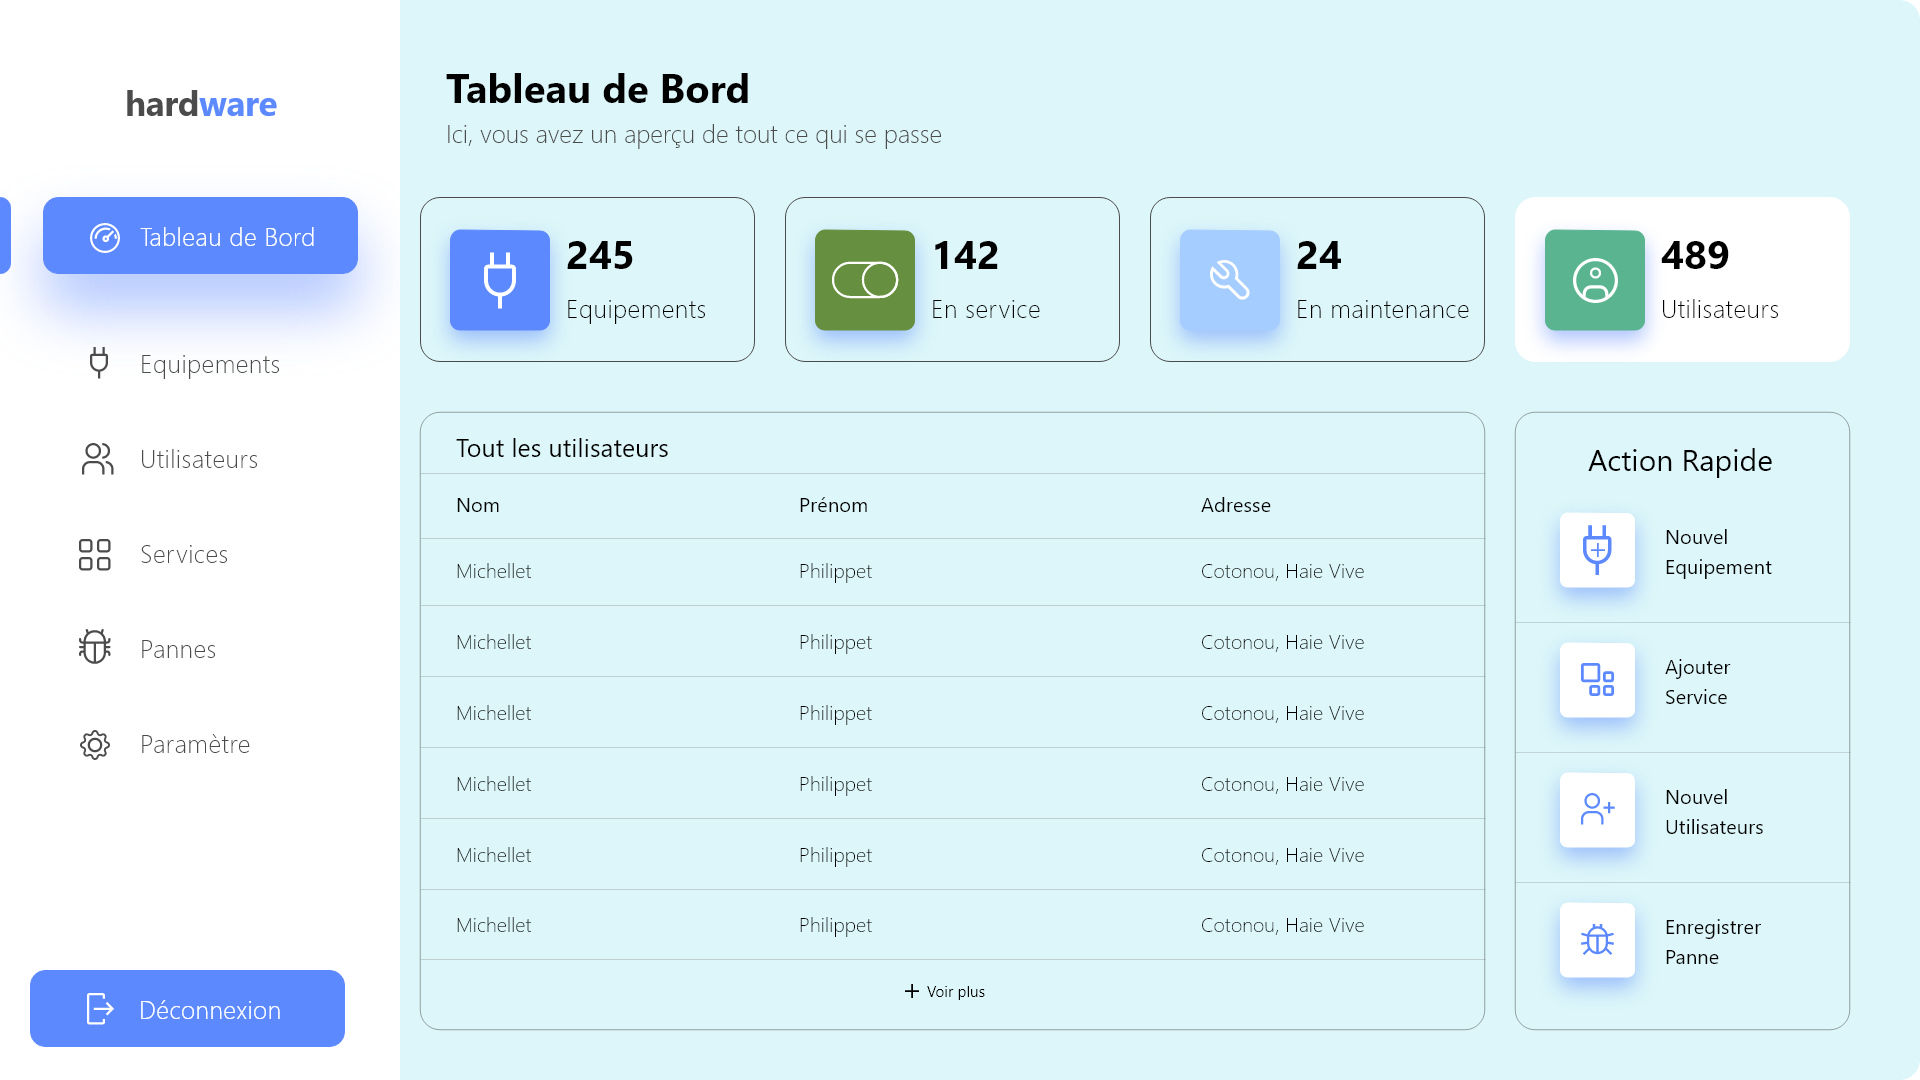 hardware
Tableau de Bord
Equipements
Utilisateurs
Services
Pannes
Paramètre
Déconnexion
Tableau de Bord
Ici, vous avez un aperçu de tout ce qui se passe
245
Equipements
142
En service
24
En maintenance
489
Utilisateurs
Tout les utilisateurs
Nom Prénom Adresse
Michellet Philippet Cotonou, Haie Vive
Michellet Philippet Cotonou, Haie Vive
Michellet Philippet Cotonou, Haie Vive
Michellet Philippet Cotonou, Haie Vive
Michellet Philippet Cotonou, Haie Vive
Michellet Philippet Cotonou, Haie Vive
Voir plus
Action Rapide
Nouvel
Equipement
Ajouter
Service
Nouvel
Utilisateurs
Enregistrer
Panne